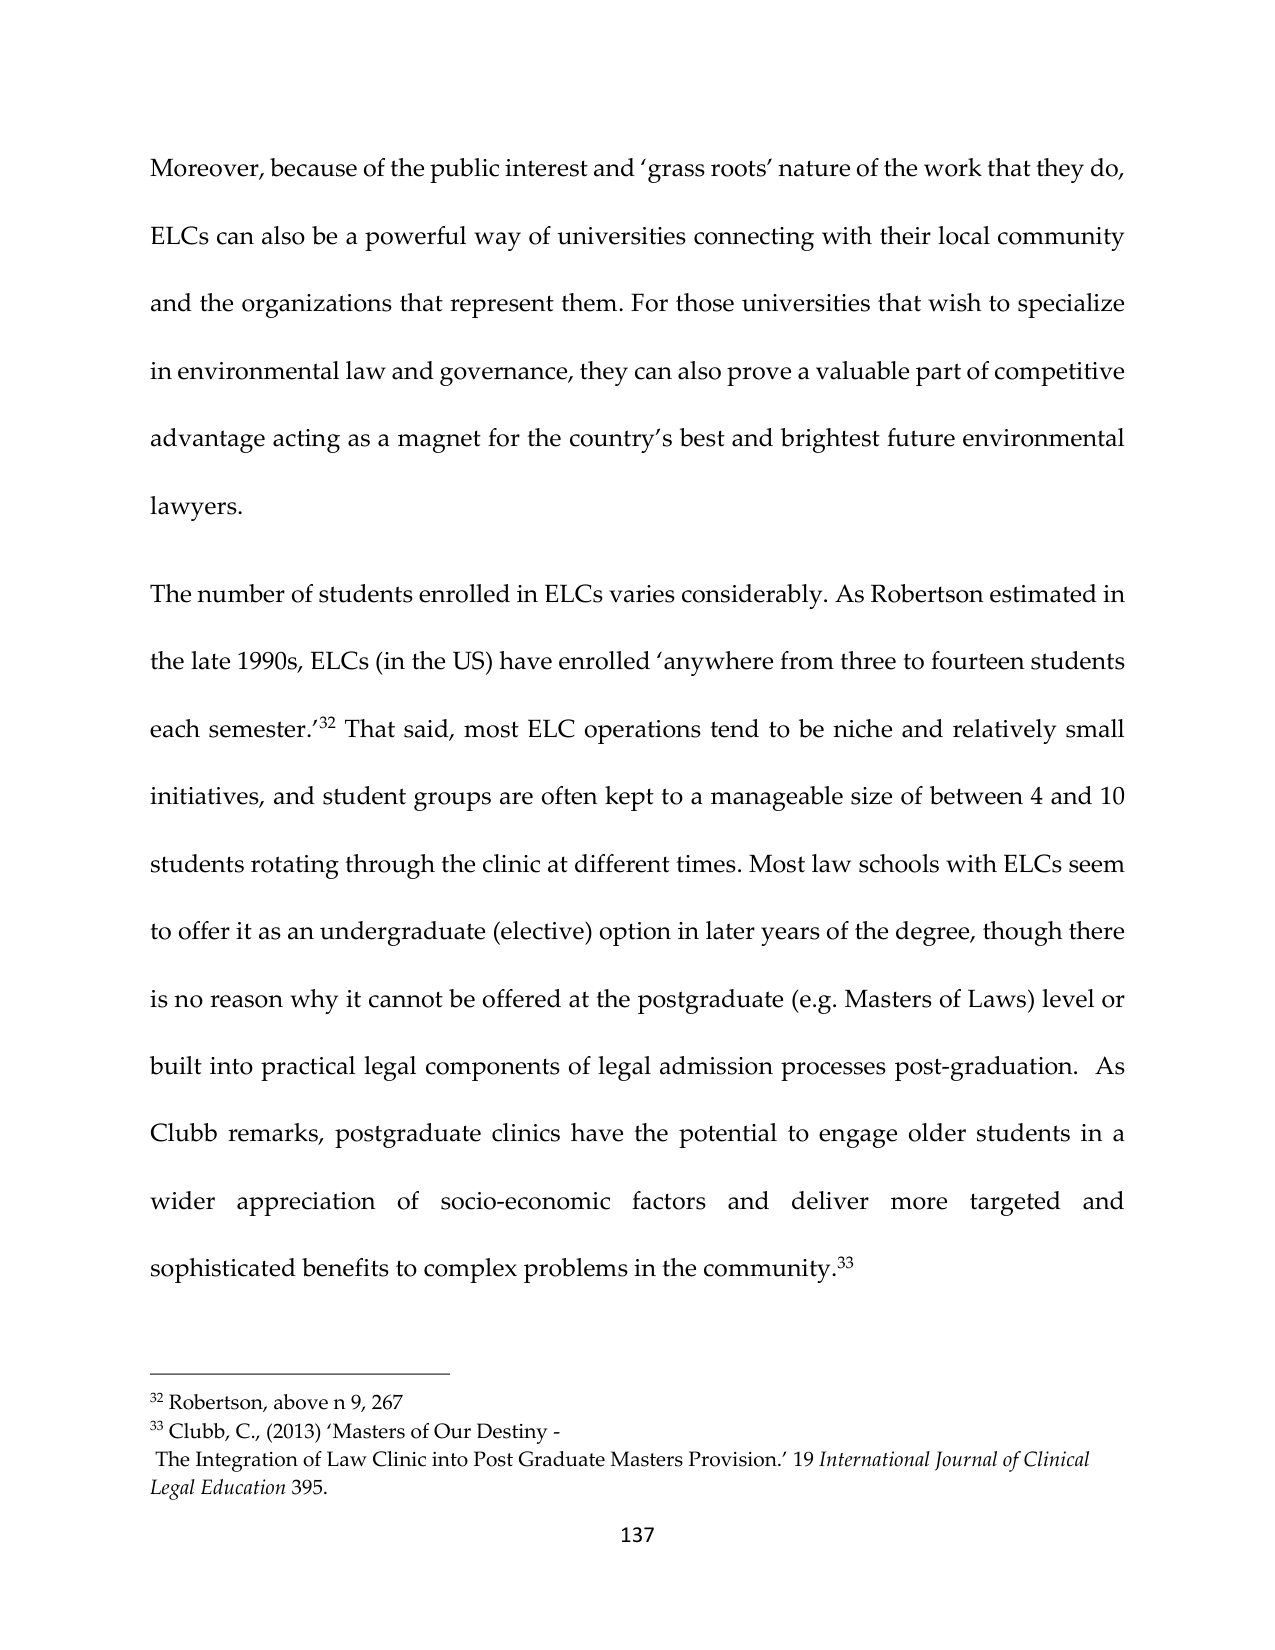 Moreover, because of the public interest and ‘grass roots’ nature of the work that they do,
ELCs can also be a powerful way of universities connecting with their local community
and the organizations that represent them. For those universities that wish to specialize
in environmental law and governance, they can also prove a valuable part of competitive
advantage acting as a magnet for the country’s best and brightest future environmental
lawyers.
The number of students enrolled in ELCs varies considerably. As Robertson estimated in
the late 1990s, ELCs (in the US) have enrolled ‘anywhere from three to fourteen students
each semester.’32 That said, most ELC operations tend to be niche and relatively small
initiatives, and student groups are often kept to a manageable size of between 4 and 10
students rotating through the clinic at different times. Most law schools with ELCs seem
to offer it as an undergraduate (elective) option in later years of the degree, though there
is no reason why it cannot be offered at the postgraduate (e.g. Masters of Laws) level or
built into practical legal components of legal admission processes post-graduation.  As
Clubb remarks, postgraduate clinics have the potential to engage older students in a
wider appreciation of socio-economic factors and deliver more targeted and
sophisticated benefits to complex problems in the community.33
32 Robertson, above n 9, 267
33 Clubb, C., (2013) ‘Masters of Our Destiny -
The Integration of Law Clinic into Post Graduate Masters Provision.’ 19 International Journal of Clinical
Legal Education 395.
137